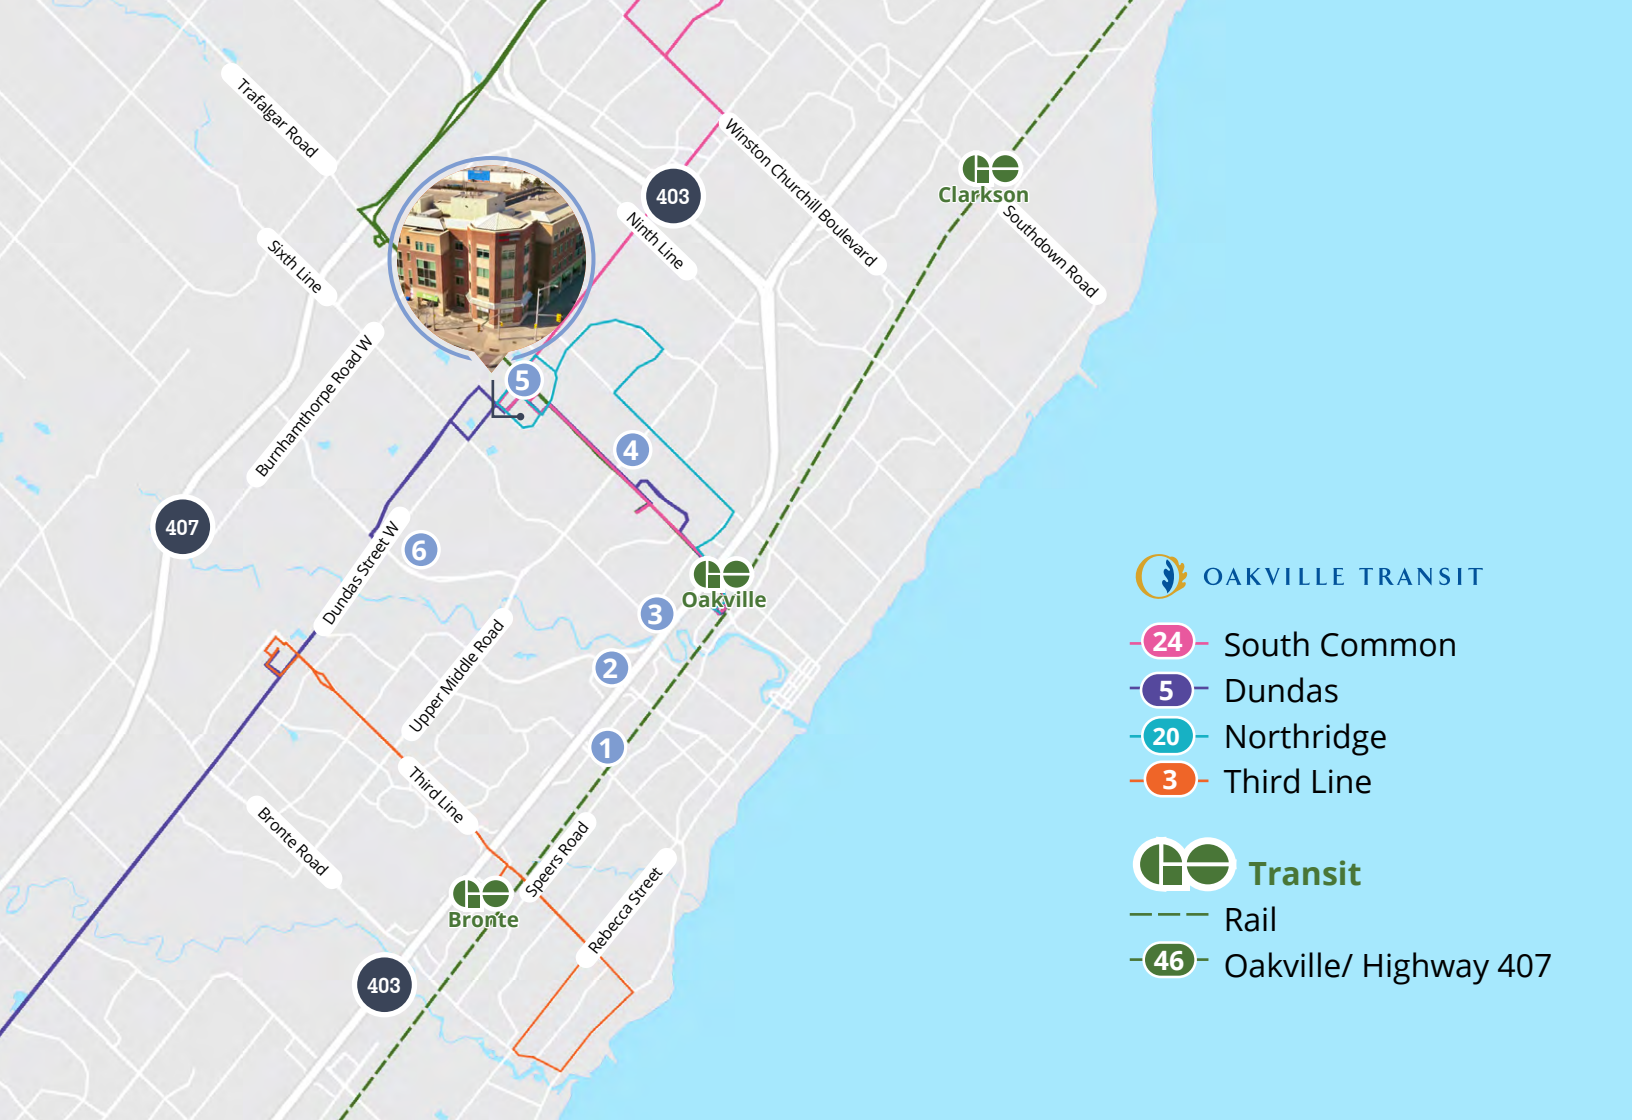 Trafalgar Road
Winston Churchill Boulevard
Clarkson
403
Southdown Road
Ninth Line
Sixth Line
Burnhamthorpe Road W
5
4
407
Dundas Street W
6
Oakville
3
OAKVILLE TRANSIT
24 South Common
5 Dundas
20 Northridge
3 Third Line
Upper Middle Road
2
1
Third Line
Bronte Road
Speers Road
Rebecca Street
Bronte
403
GO Transit
Rail
46 Oakville/ Highway 407